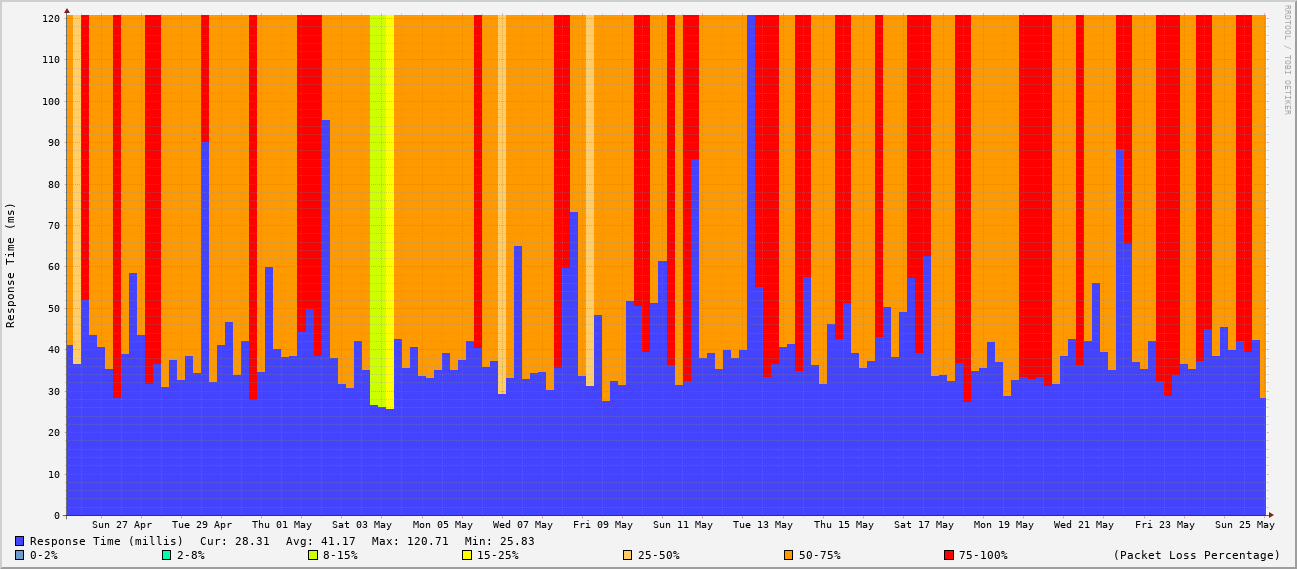 RRDTOOL / TOBI OETIKER
Response Time (ms)
120
110
100
90
80
70
60
50
40
30
20
10
0
Sun 27 Apr Tue 29 Apr Thu 01 May Sat 03 May Mon 05 May Wed 07 May Fri 09 May Sun 11 May Tue 13 May Thu 15 May Sat 17 May Mon 19 May Wed 21 May Fri 23 May Sun 25 May
Response Time (millis) Cur: 28.31 Avg: 41.17 Max: 120.71 Min: 25.83
0-2% 2-8% 8-15% 15-25% 25-50% 50-75% 75-100% (Packet Loss Percentage)